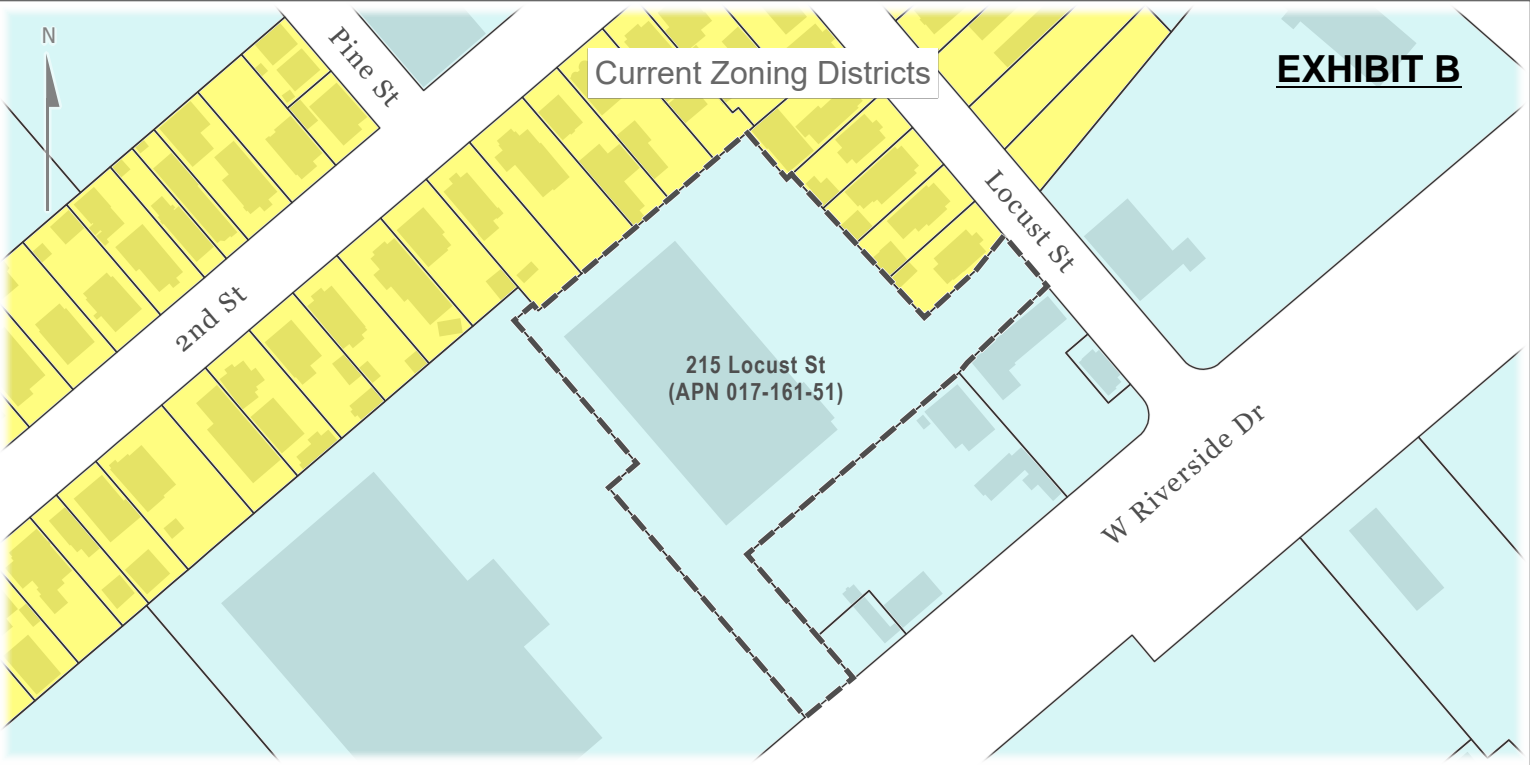 N
Pine St
Current Zoning Districts
EXHIBIT B
Locust St
2nd St
215 Locust St
(APN 017-161-51)
W Riverside Dr